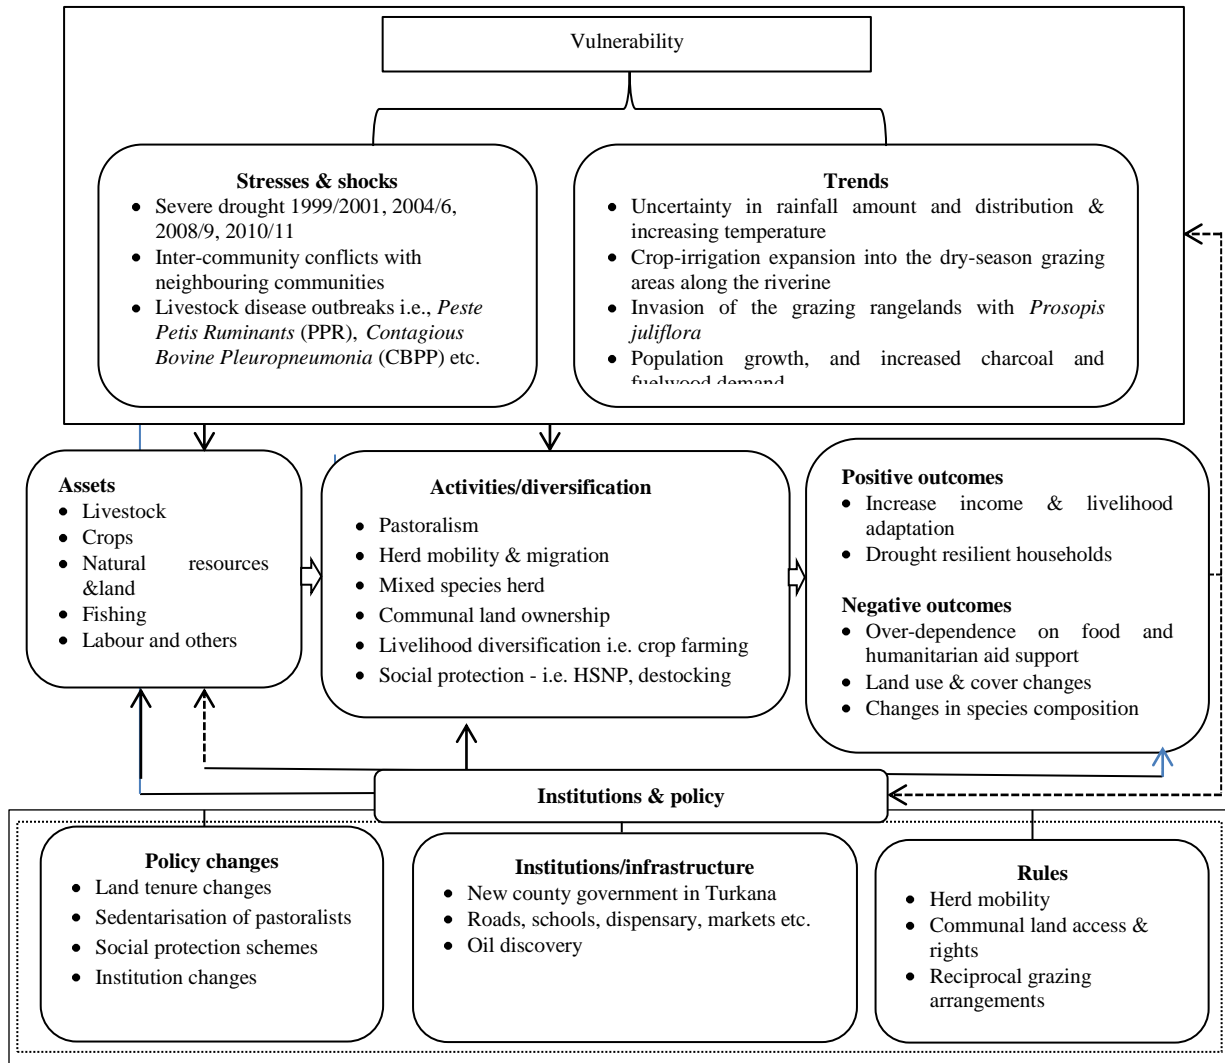 Vulnerability
Stresses & shocks
• Severe drought 1999/2001, 2004/6,
2008/9, 2010/11
• Inter-community conflicts with
neighbouring communities
• Livestock disease outbreaks i.e., Peste
Petis Ruminants (PPR), Contagious
Bovine Pleuropneumonia (CBPP) etc.
Trends
• Uncertainty in rainfall amount and distribution &
increasing temperature
• Crop-irrigation expansion into the dry-season grazing
areas along the riverine
• Invasion of the grazing rangelands with Prosopis
juliflora
• Population growth, and increased charcoal and
fuelwood demand
Assets
• Livestock
• Crops
• Natural resources
&land
• Fishing
• Labour and others
Activities/diversification
• Pastoralism
• Herd mobility & migration
• Mixed species herd
• Communal land ownership
• Livelihood diversification i.e. crop farming
• Social protection - i.e. HSNP, destocking
Positive outcomes
• Increase income & livelihood
adaptation
• Drought resilient households
Negative outcomes
• Over-dependence on food and
humanitarian aid support
• Land use & cover changes
• Changes in species composition
Institutions & policy
Policy changes
• Land tenure changes
• Sedentarisation of pastoralists
• Social protection schemes
• Institution changes
Institutions/infrastructure
• New county government in Turkana
• Roads, schools, dispensary, markets etc.
• Oil discovery
Rules
• Herd mobility
• Communal land access &
rights
• Reciprocal grazing
arrangements